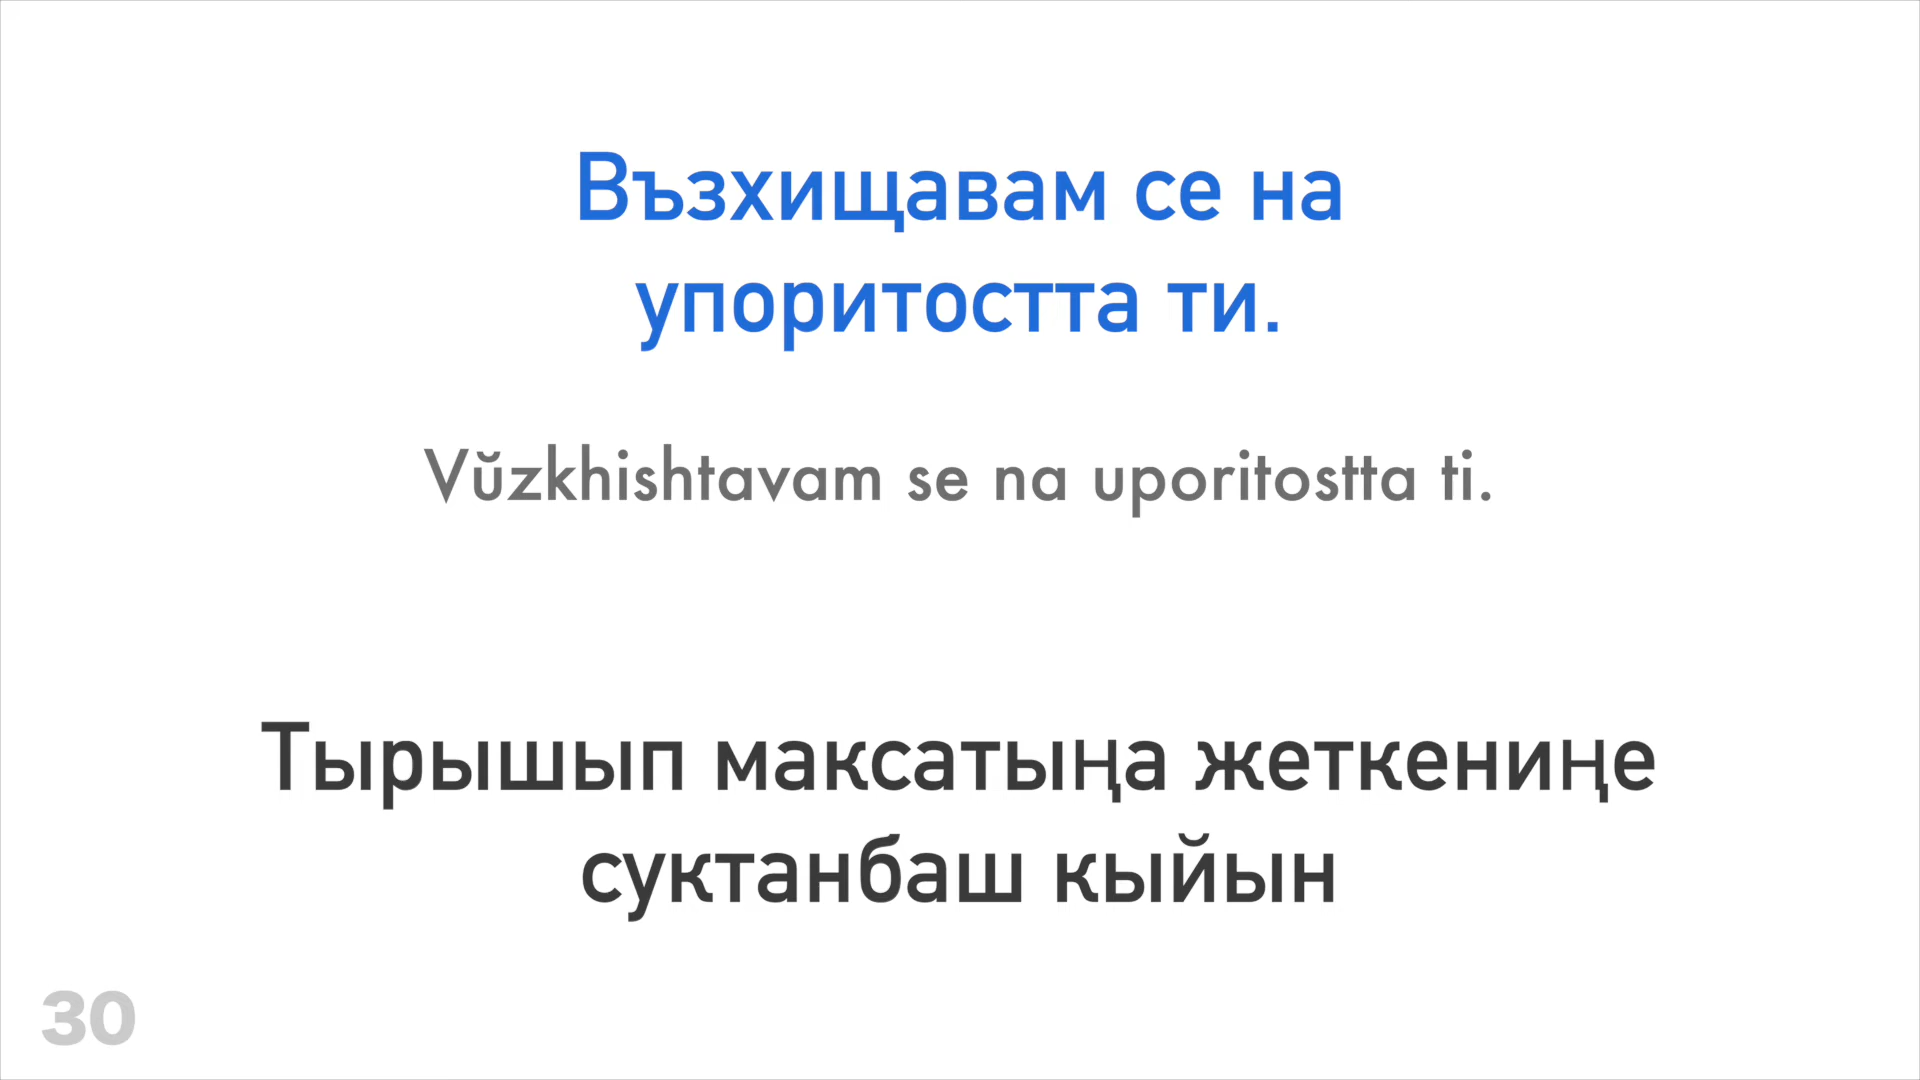 Възхищавам се на
упоритостта ти.
Vŭzkhishtavam se na uporitostta ti.
Тырышып максатыңа жеткениңе
суктанбаш кыйын
30